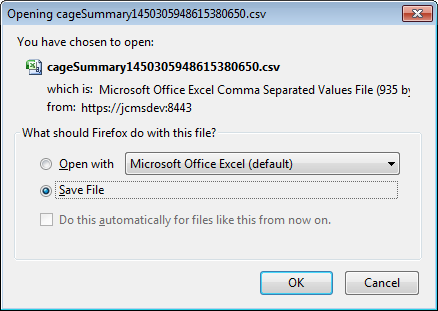 Opening cageSummary1450305948615380650.csv
You have chosen to open:
cageSummary1450305948615380650.csv
which is: Microsoft Office Excel Comma Separated Values File (935 by
from: https://jcmsdev:8443
What should Firefox do with this file?
Open with Microsoft Office Excel (default)
Save File
Do this automatically for files like this from now on.
OK Cancel